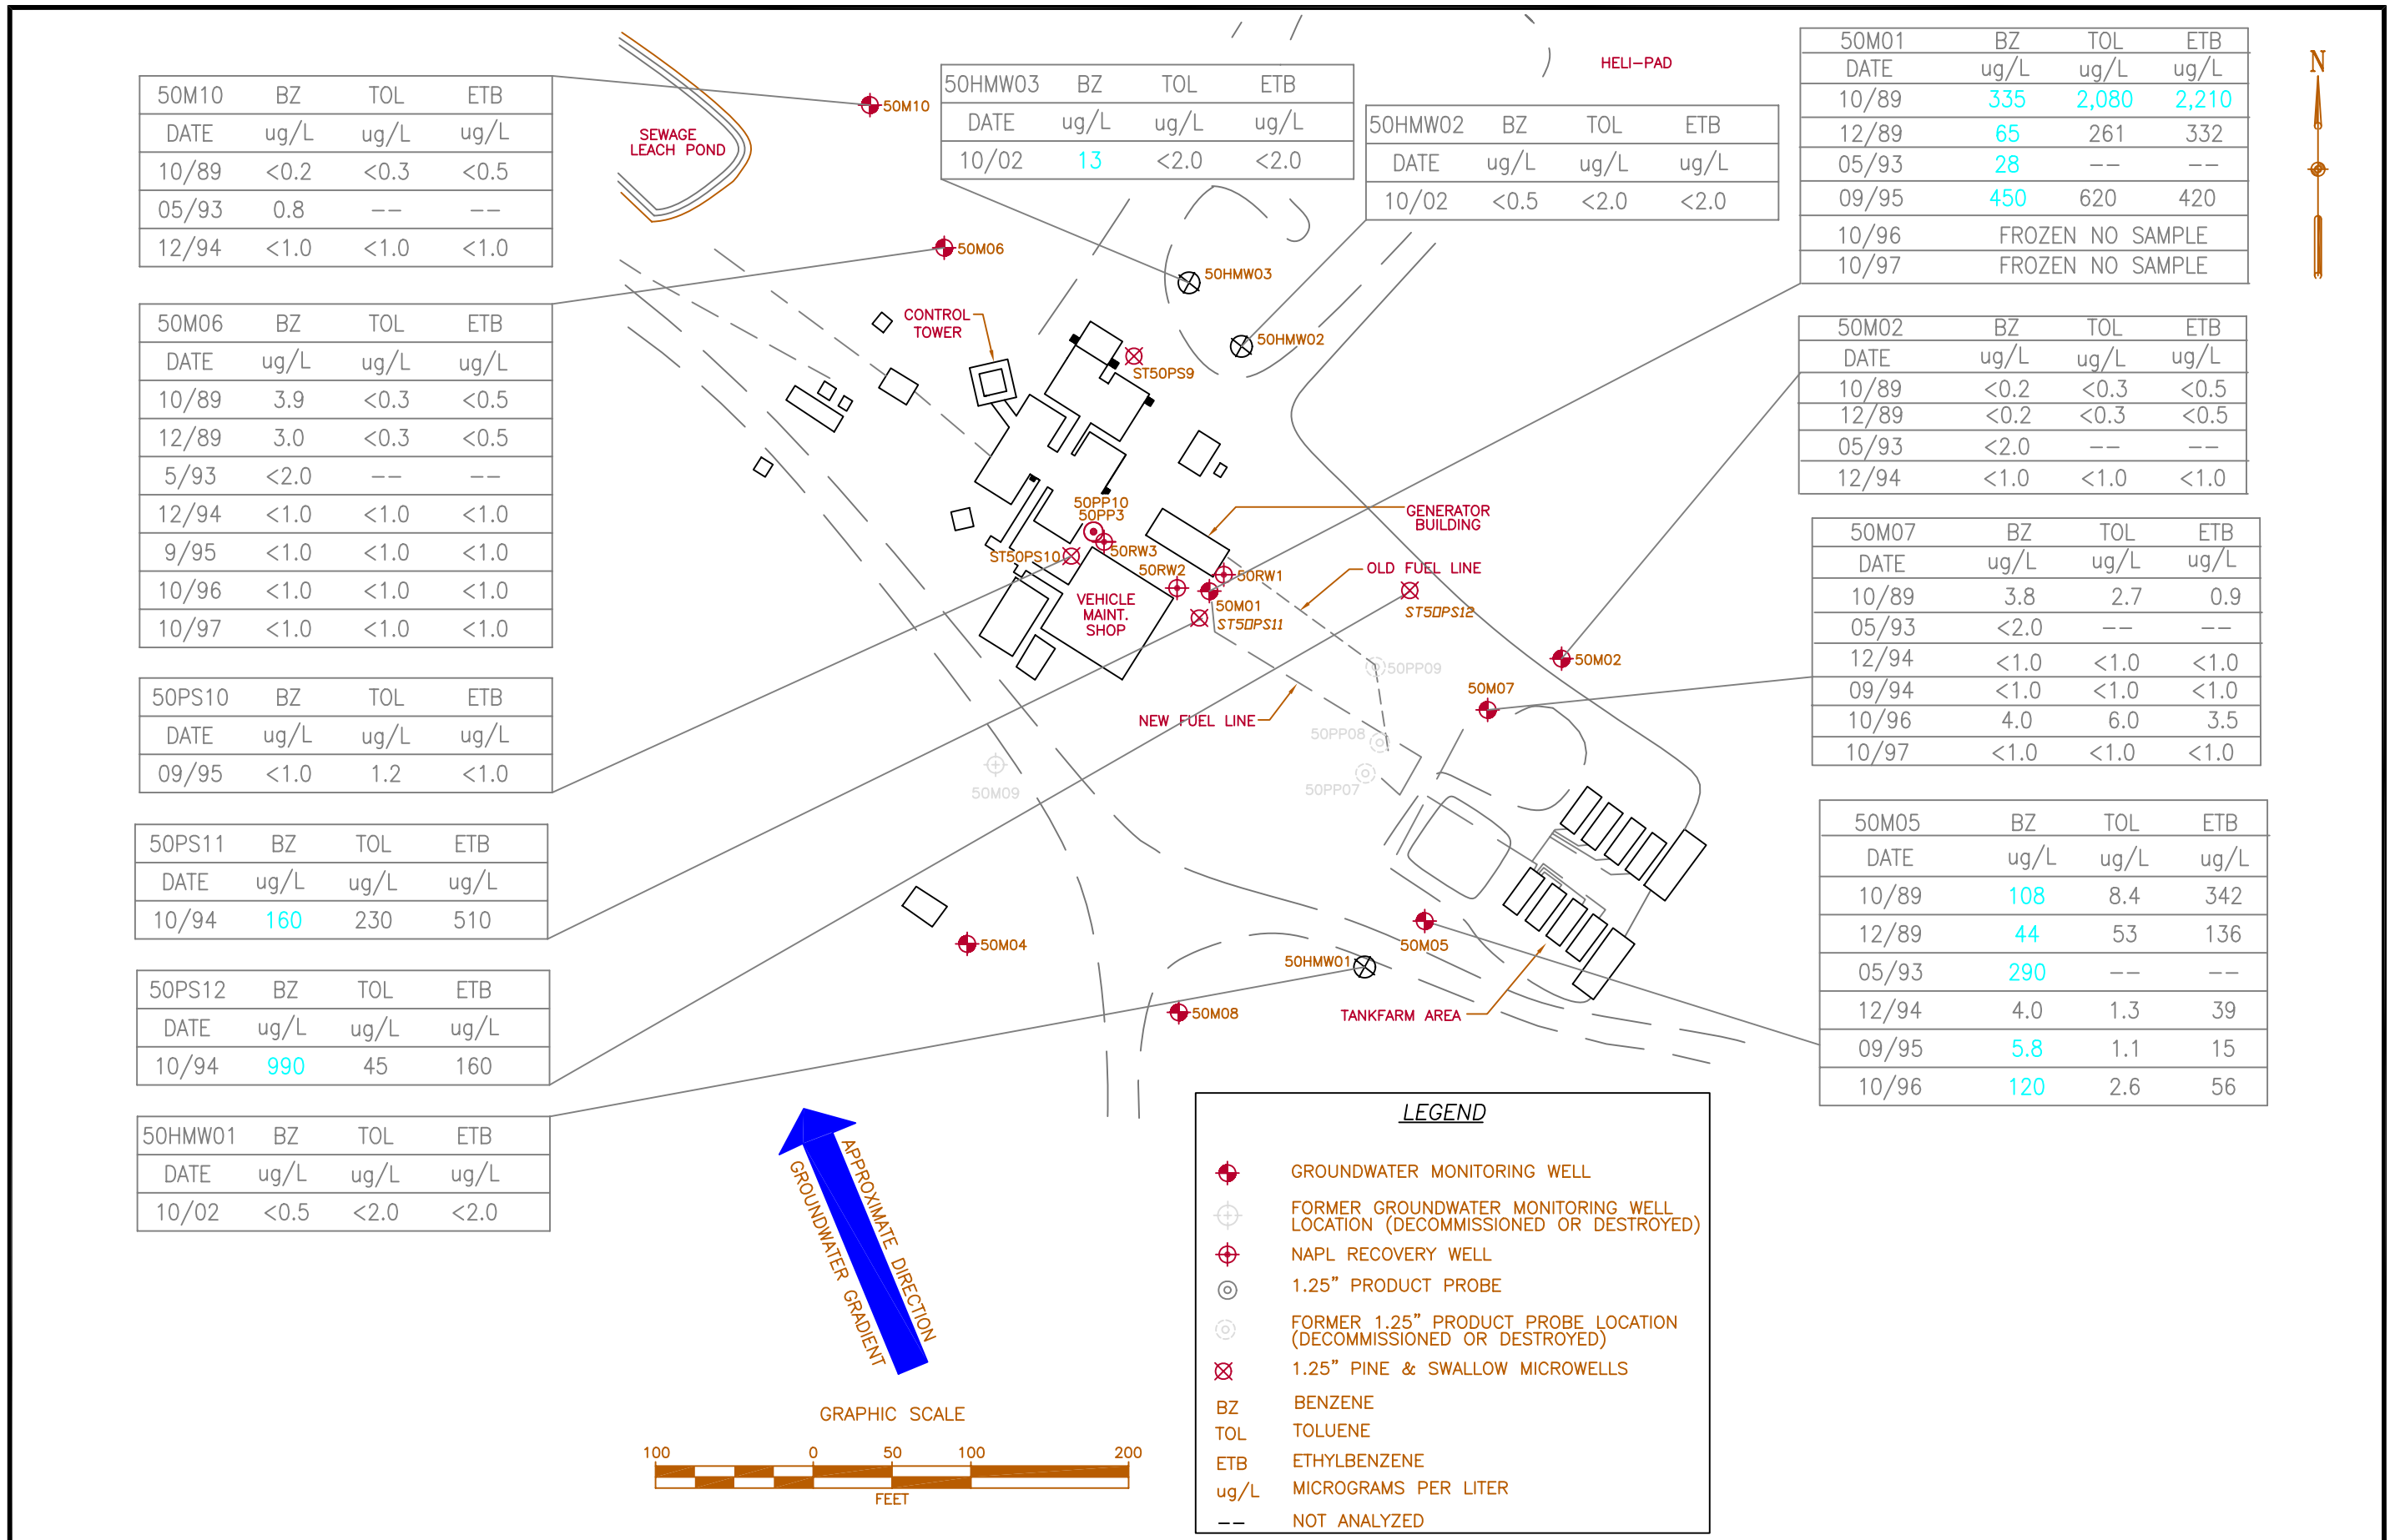 50M10 BZ TOL ETB
DATE ug/L ug/L ug/L
10/89 <0.2 <0.3 <0.5
05/93 0.8 -- --
12/94 <1.0 <1.0 <1.0
50M06 BZ TOL ETB
DATE ug/L ug/L ug/L
10/89 3.9 <0.3 <0.5
12/89 3.0 <0.3 <0.5
5/93 <2.0 -- --
12/94 <1.0 <1.0 <1.0
9/95 <1.0 <1.0 <1.0
10/96 <1.0 <1.0 <1.0
10/97 <1.0 <1.0 <1.0
50PS10 BZ TOL ETB
DATE ug/L ug/L ug/L
09/95 <1.0 1.2 <1.0
50PS11 BZ TOL ETB
DATE ug/L ug/L ug/L
10/94 160 230 510
50PS12 BZ TOL ETB
DATE ug/L ug/L ug/L
10/94 990 45 160
50HMW01 BZ TOL ETB
DATE ug/L ug/L ug/L
10/02 <0.5 <2.0 <2.0
50HMW03 BZ TOL ETB
DATE ug/L ug/L ug/L
10/02 13 <2.0 <2.0
50HMW02 BZ TOL ETB
DATE ug/L ug/L ug/L
10/02 <0.5 <2.0 <2.0
50M01 BZ TOL ETB
DATE ug/L ug/L ug/L
10/89 335 2,080 2,210
12/89 65 261 332
05/93 28 -- --
09/95 450 620 420
10/96 FROZEN NO SAMPLE
10/97 FROZEN NO SAMPLE
50M02 BZ TOL ETB
DATE ug/L ug/L ug/L
10/89 <0.2 <0.3 <0.5
12/89 <0.2 <0.3 <0.5
05/93 <2.0 -- --
12/94 <1.0 <1.0 <1.0
50M07 BZ TOL ETB
DATE ug/L ug/L ug/L
10/89 3.8 2.7 0.9
05/93 <2.0 -- --
12/94 <1.0 <1.0 <1.0
09/94 <1.0 <1.0 <1.0
10/96 4.0 6.0 3.5
10/97 <1.0 <1.0 <1.0
50M05 BZ TOL ETB
DATE ug/L ug/L ug/L
10/89 108 8.4 342
12/89 44 53 136
05/93 290 -- --
12/94 4.0 1.3 39
09/95 5.8 1.1 15
10/96 120 2.6 56
N
HELI-PAD
SEWAGE
LEACH POND
50M10
50M06
50HMW03
50HMW02
CONTROL
TOWER
ST50PS9
50PP10
50PP3
50RW3
ST50PS10
GENERATOR
BUILDING
50RW2
50RW1
OLD FUEL LINE
VEHICLE
MAINT.
SHOP
50M01
ST50PS11
ST50PS12
50M02
50PP09
50M07
NEW FUEL LINE
50PP08
50PP07
50M09
50M04
50M05
50HMW01
50M08
TANKFARM AREA
APPROXIMATE DIRECTION
GROUNDWATER GRADIENT
GRAPHIC SCALE
100 0 50 100 200
FEET
LEGEND
GROUNDWATER MONITORING WELL
FORMER GROUNDWATER MONITORING WELL
LOCATION (DECOMMISSIONED OR DESTROYED)
NAPL RECOVERY WELL
1.25" PRODUCT PROBE
FORMER 1.25" PRODUCT PROBE LOCATION
(DECOMMISSIONED OR DESTROYED)
1.25" PINE & SWALLOW MICROWELLS
BZ BENZENE
TOL TOLUENE
ETB ETHYLBENZENE
ug/L MICROGRAMS PER LITER
-- NOT ANALYZED